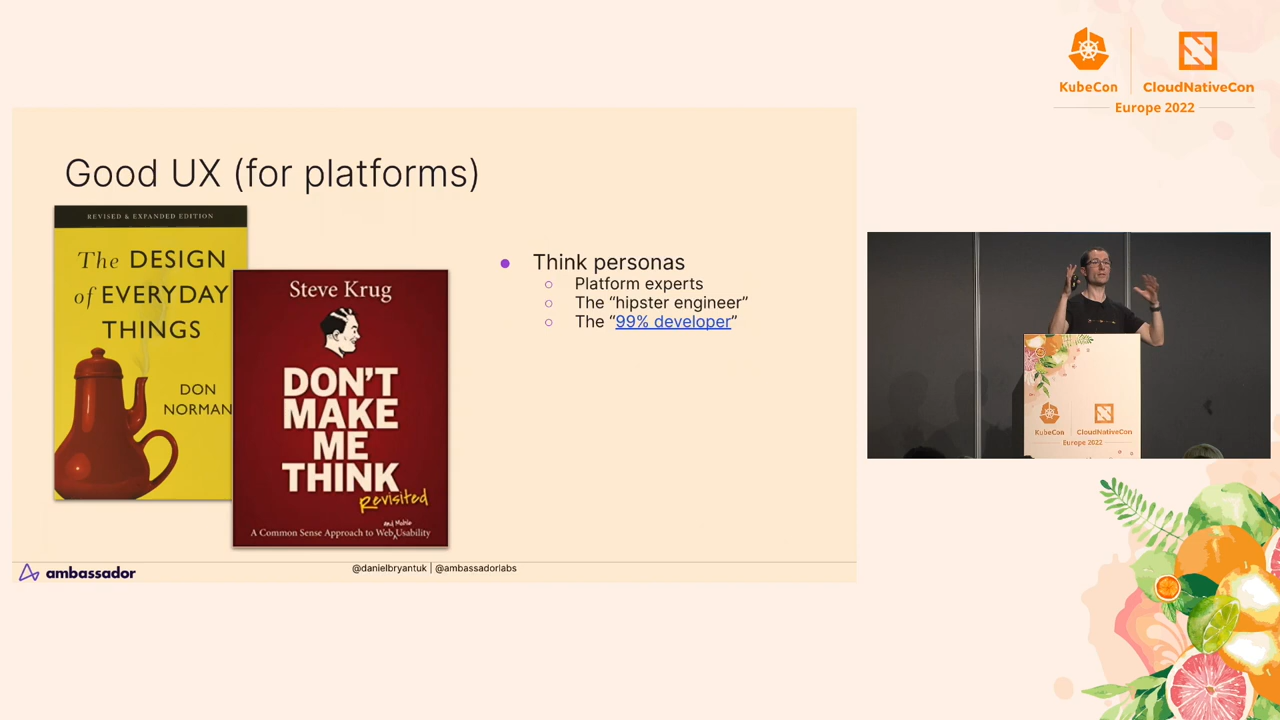 KubeCon
CloudNativeCon
Europe 2022
Good UX (for platforms)
REVISED & EXPANDED EDITION
The DESIGN
of EVERYDAY
THINGS
DON
NORMAN
Steve Krug
DON'T
MAKE
ME
THINK
Revisited
and Mobile
A Common Sense Approach to Web Usability
Think personas
Platform experts
The “hipster engineer”
The “99% developer”
ambassador
@danielbryantuk | @ambassadorlabs
KubeCon
CloudNativeCon
Europe 2022